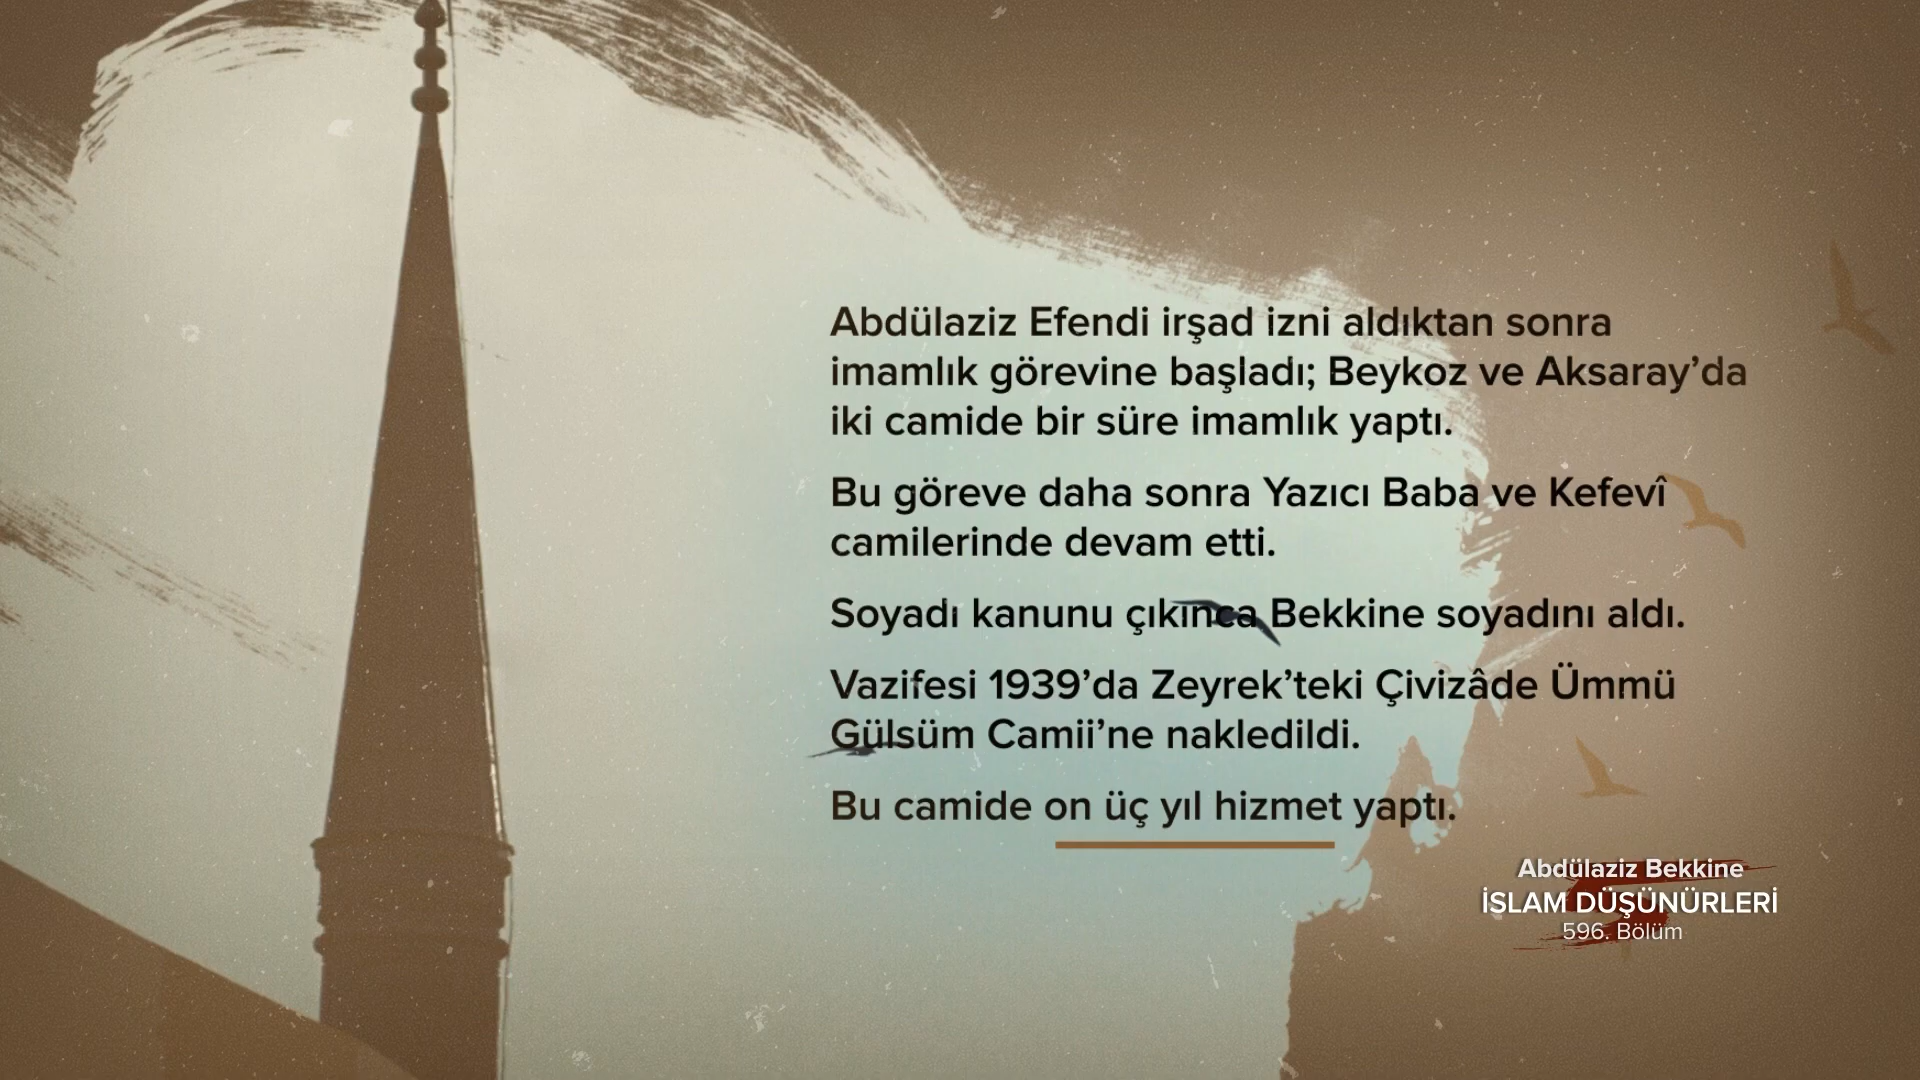 Abdülaziz Efendi irşad izni aldıktan sonra
imamlık görevine başladı; Beykoz ve Aksaray’da
iki camide bir süre imamlık yaptı.
Bu göreve daha sonra Yazıcı Baba ve Kefevî
camilerinde devam etti.
Soyadı kanunu çıkınca Bekkine soyadını aldı.
Vazifesi 1939’da Zeyrek’teki Çivizâde Ümmü
Gülsüm Camii’ne nakledildi.
Bu camide on üç yıl hizmet yaptı.
Abdülaziz Bekkine
İSLAM DÜŞÜNÜRLERİ
596. Bölüm